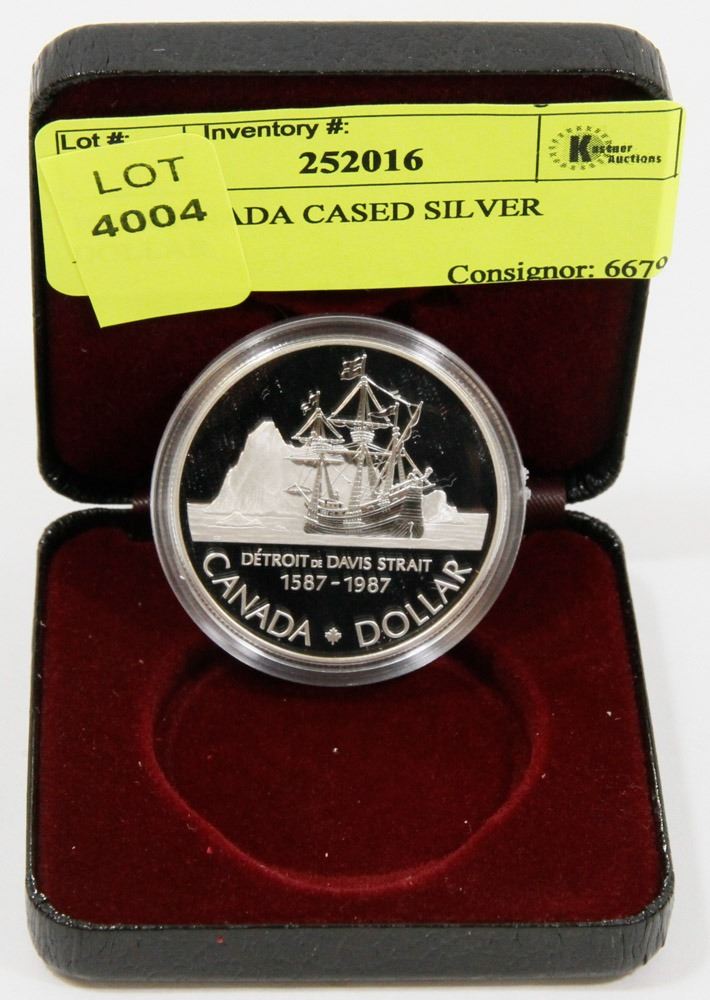 Lot #:
Inventory #:
252016
Kastner
Auctions
LOT
4004
ADA CASED SILVER
DOLLAR
Consignor: 6679
DÉTROIT DE DAVIS STRAIT
1587-1987
CANADA DOLLAR